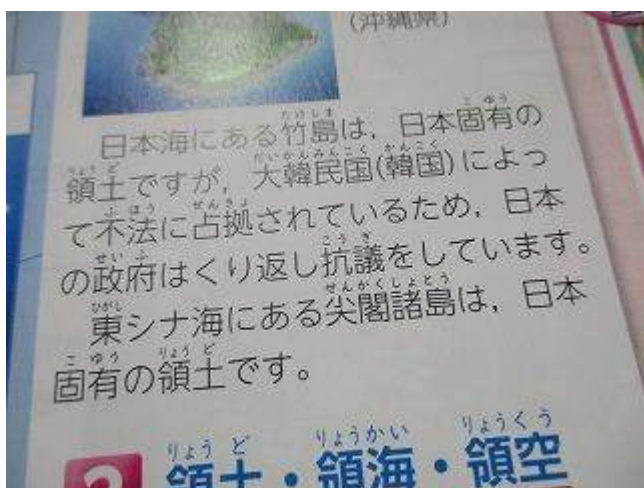 (沖縄県)
日本海にある竹島は，日本固有の
領土ですが，大韓民国(韓国)によっ
て不法に占拠されているため，日本
の政府はくり返し抗議をしています。
東シナ海にある尖閣諸島は，日本
固有の領土です。
2 領土・領海・領空